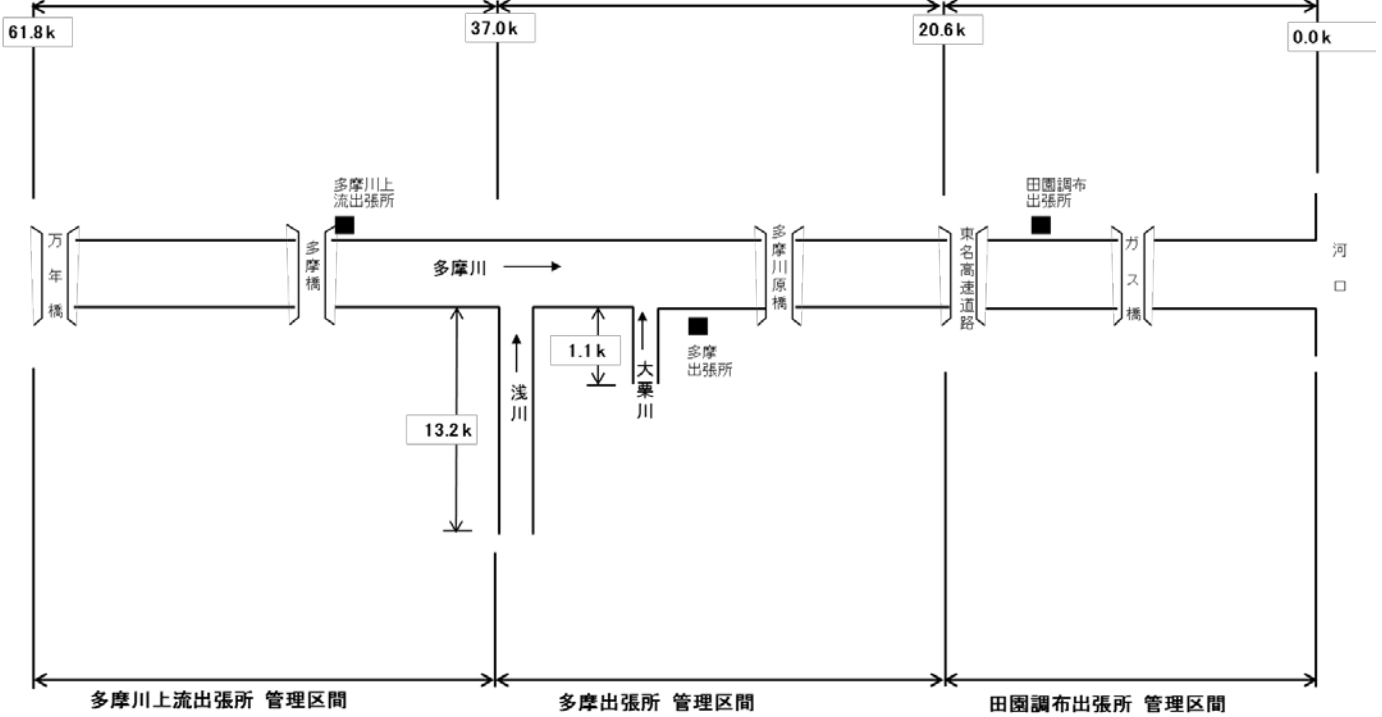 61.8k
37.0k
20.6k
0.0k
多摩川上
流出張所
田園調布
出張所
万年橋
多摩橋
多摩川
多摩川原橋
東名高速道路
ガス橋
河口
1.1k
多摩
出張所
浅川
大栗川
13.2k
多摩川上流出張所 管理区間
多摩出張所 管理区間
田園調布出張所 管理区間